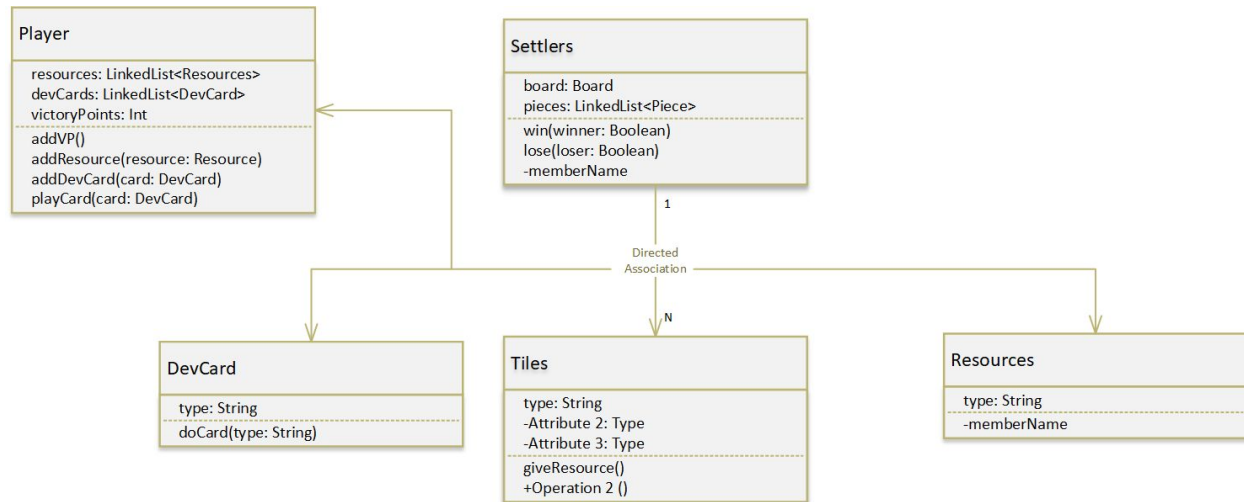 Player
resources: LinkedList<Resources>
devCards: LinkedList<DevCard>
victoryPoints: Int
addVP()
addResource(resource: Resource)
addDevCard(card: DevCard)
playCard(card: DevCard)
Settlers
board: Board
pieces: LinkedList<Piece>
win(winner: Boolean)
lose(loser: Boolean)
-memberName
1
Directed
Association
N
DevCard
type: String
doCard(type: String)
Tiles
type: String
-Attribute 2: Type
-Attribute 3: Type
giveResource()
+Operation 2 ()
Resources
type: String
-memberName